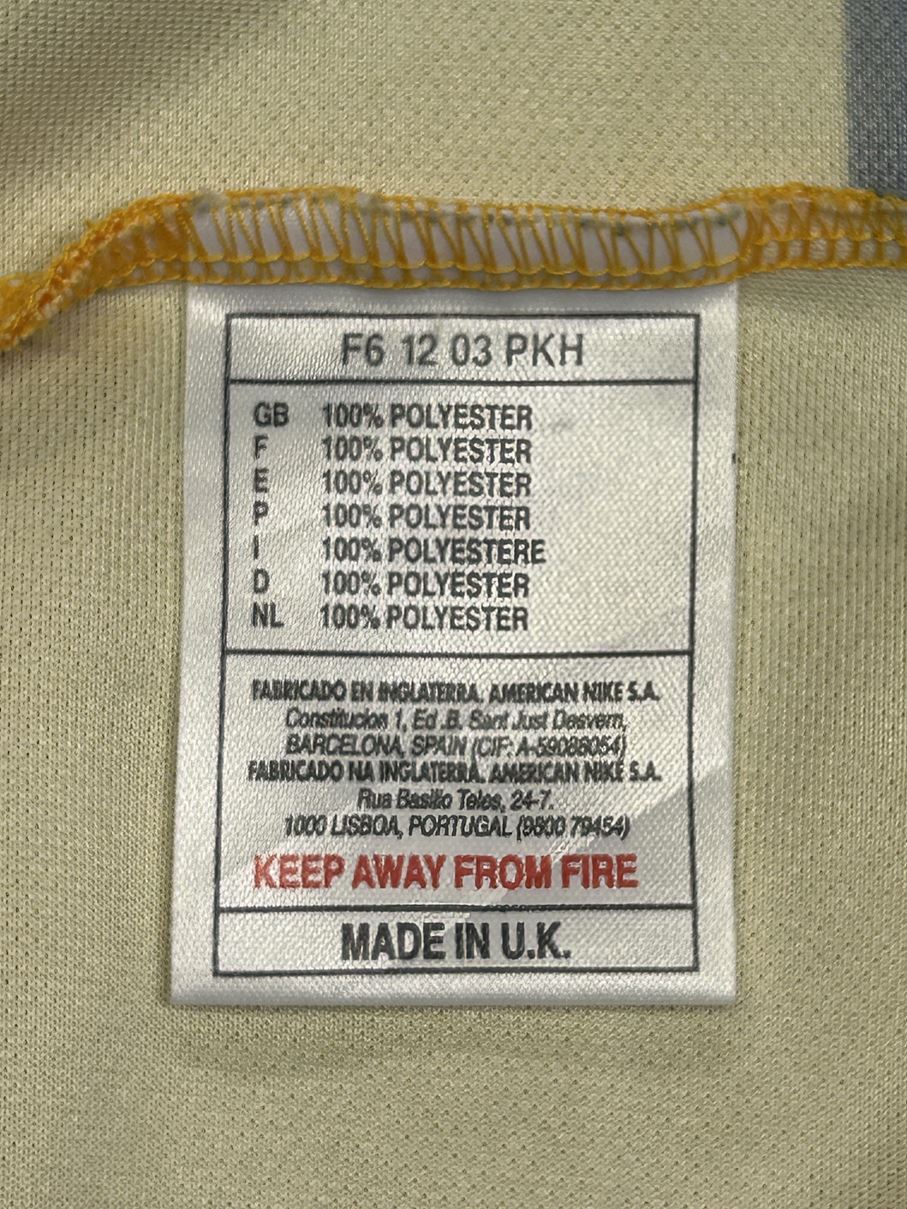 F6 12 03 PKH
GB 100% POLYESTER
F 100% POLYESTER
E 100% POLYESTER
P 100% POLYESTER
I 100% POLYESTERE
D 100% POLYESTER
NL 100% POLYESTER
FABRICADO EN INGLATERRA. AMERICAN NIKE S.A.
Constitucion 1, Ed .B. Sant Just Desvern,
BARCELONA, SPAIN (CIF: A-59088054)
FABRICADO NA INGLATERRA. AMERICAN NIKE S.A.
Rua Basilio Teles, 24-7.
1000 LISBOA, PORTUGAL (9800 79454)
KEEP AWAY FROM FIRE
MADE IN U.K.